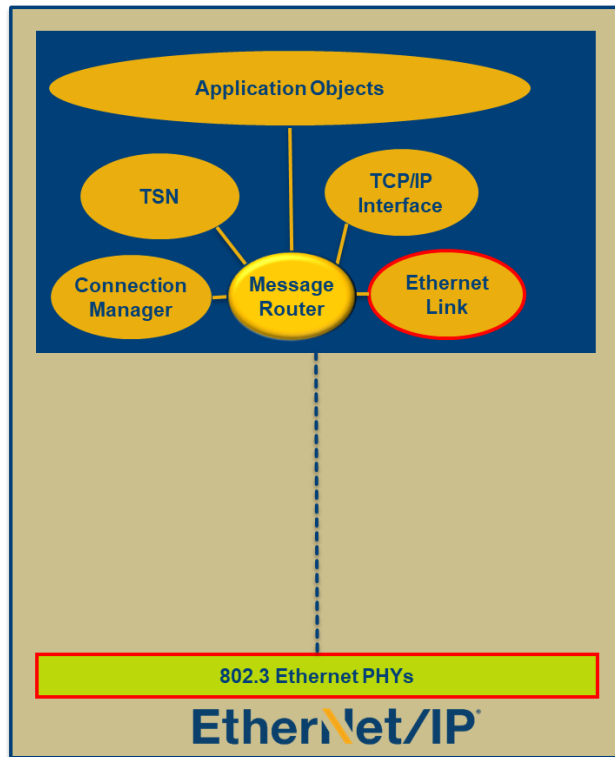 Application Objects
TSN
TCP/IP
Interface
Connection
Manager
Message
Router
Ethernet
Link
802.3 Ethernet PHYs
EtherNet/IP®